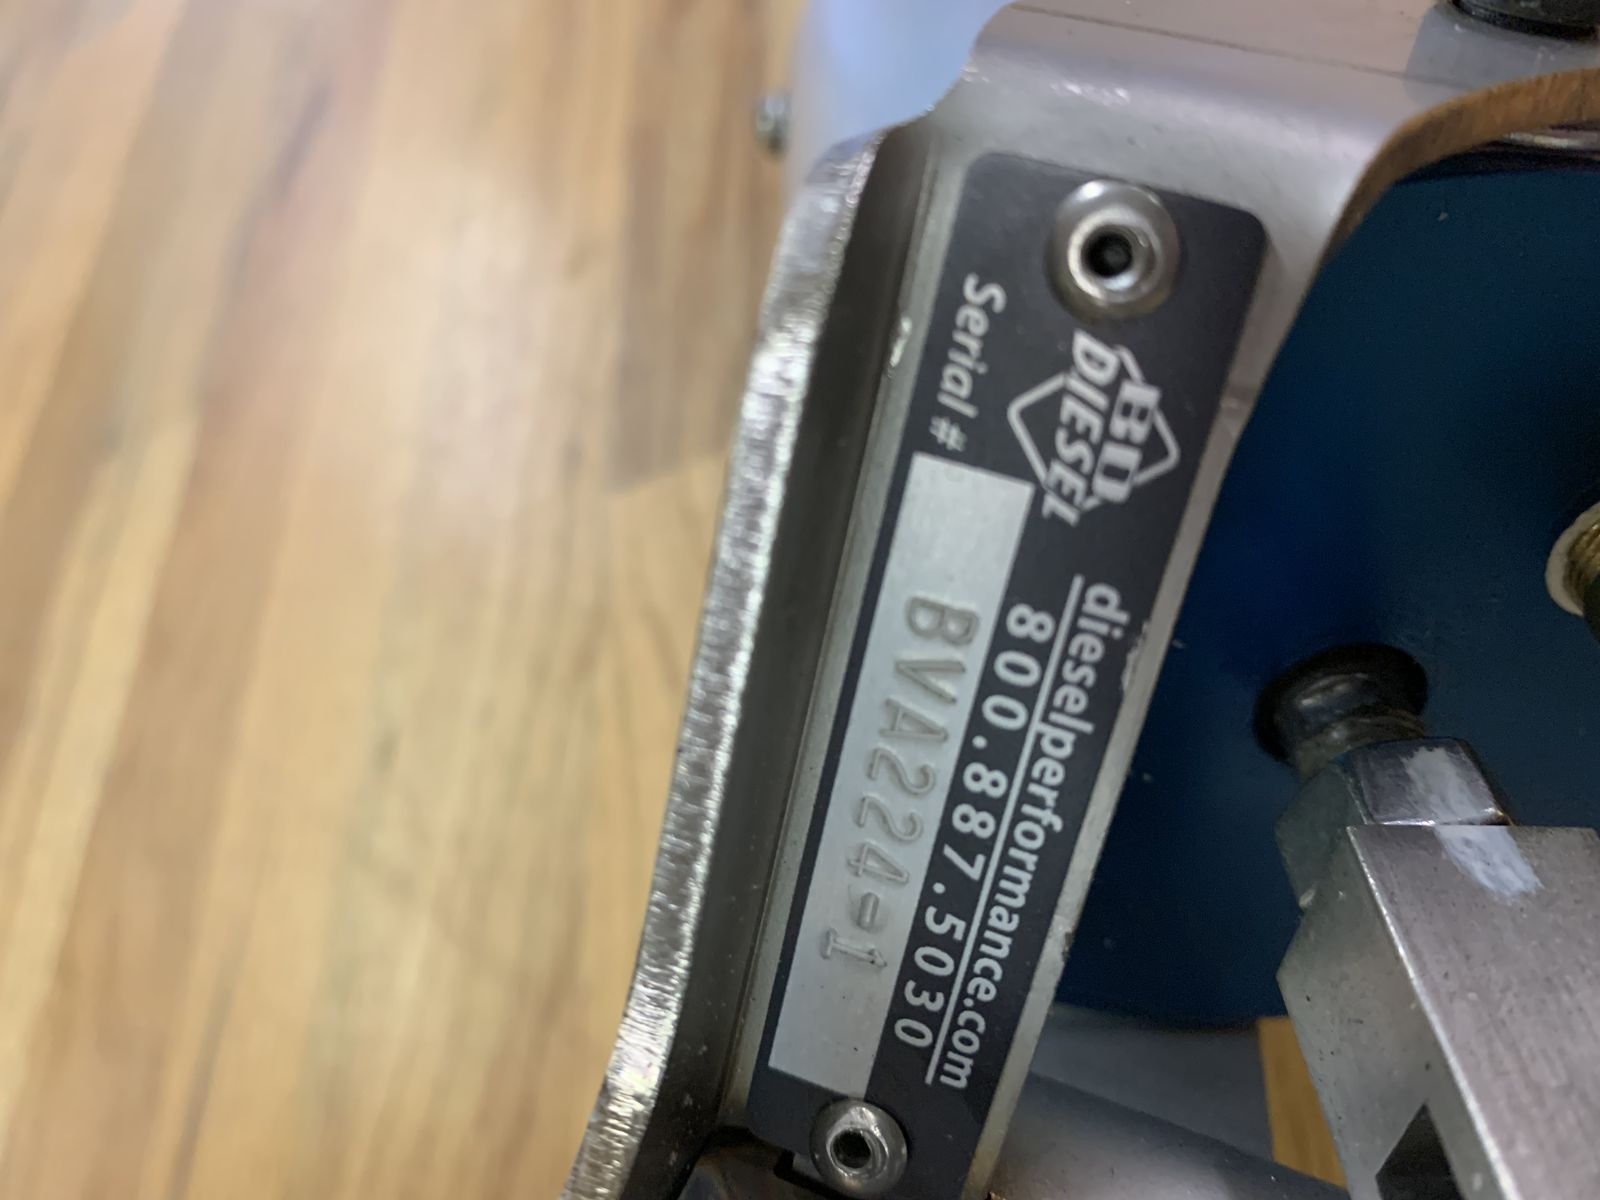 BD
DIESEL
dieselperformance.com
800.887.5030
Serial #
BVA224-1